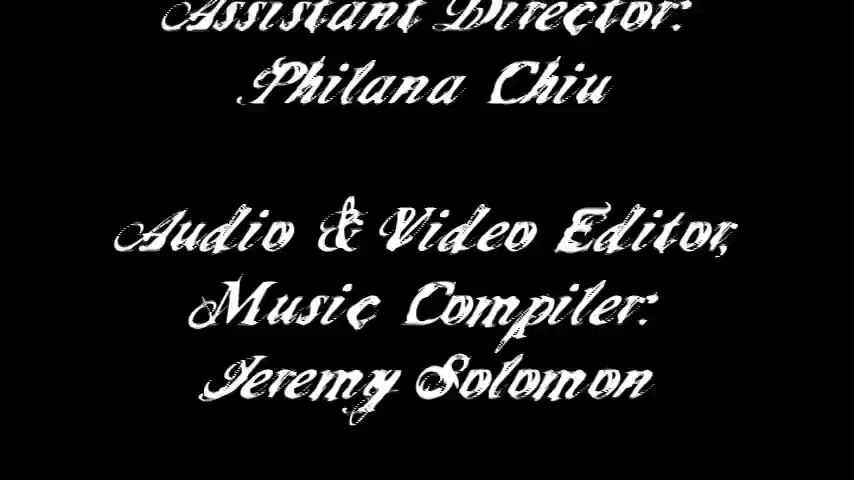 Assistant Director:
Philana Chiu
Audio & Video Editor,
Music Compiler:
Jeremy Solomon